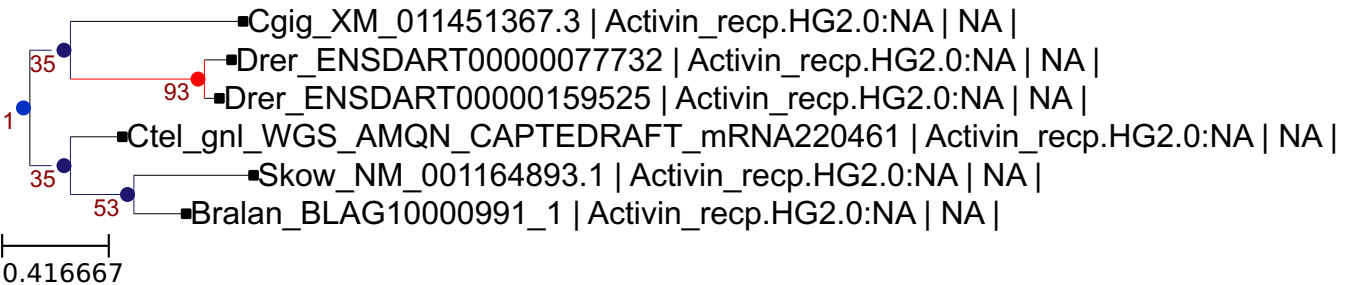 Cgig_XM_011451367.3 | Activin_recp.HG2.0:NA | NA |
35
Drer_ENSDART00000077732 | Activin_recp.HG2.0:NA | NA |
93
Drer_ENSDART00000159525 | Activin_recp.HG2.0:NA | NA |
1
Ctel_gnl_WGS_AMQN_CAPTEDRAFT_mRNA220461 | Activin_recp.HG2.0:NA | NA |
35
Skow_NM_001164893.1 | Activin_recp.HG2.0:NA | NA |
53
Bralan_BLAG10000991_1 | Activin_recp.HG2.0:NA | NA |
0.416667